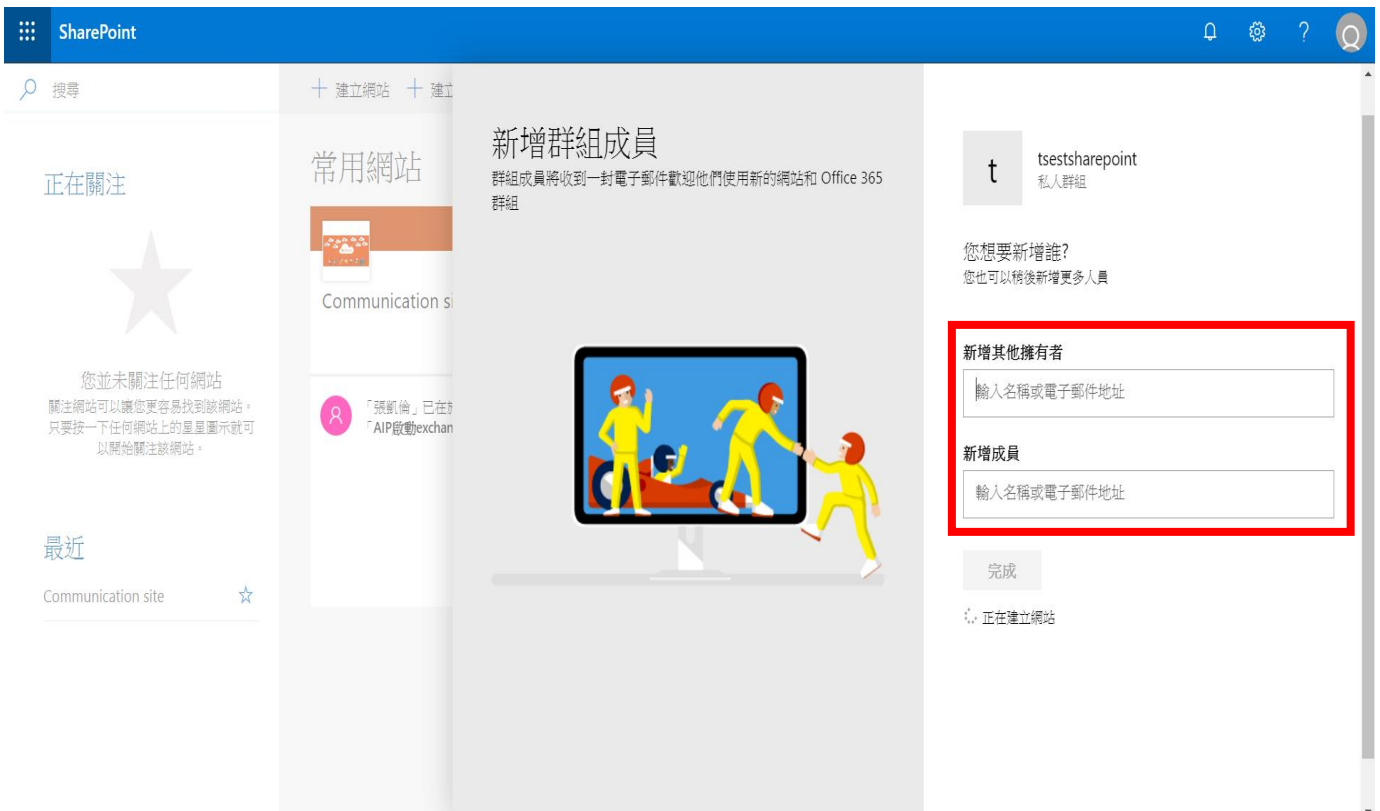 SharePoint
搜尋
建立網站
建立
正在關注
您並未關注任何網站
關注網站可以讓您更容易找到該網站。
只要按一下任何網站上的星星圖示就可
以開始關注該網站。
最近
Communication site
常用網站
Communication si
「張凱倫」已在於
「AIP啟動exchan
新增群組成員
群組成員將收到一封電子郵件歡迎他們使用新的網站和 Office 365
群組
t
tsestsharepoint
私人群組
您想要新增誰?
您也可以稍後新增更多人員
新增其他擁有者
輸入名稱或電子郵件地址
新增成員
輸入名稱或電子郵件地址
完成
正在建立網站